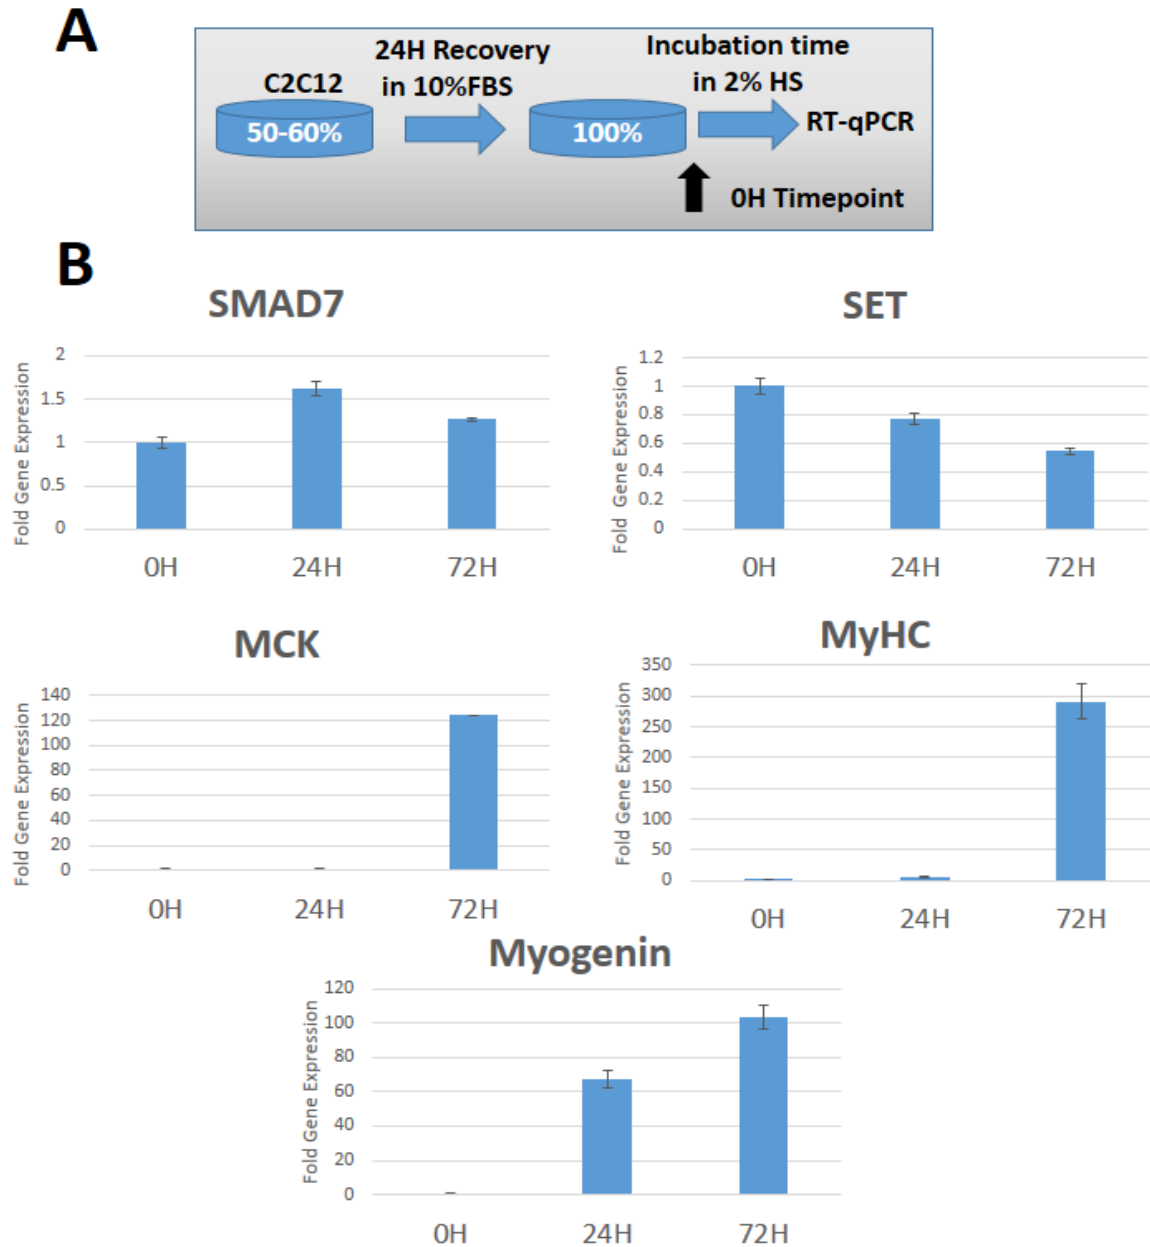 A
C2C12
50-60%
24H Recovery
in 10%FBS
100%
Incubation time
in 2% HS
RT-qPCR
0H Timepoint
B
SMAD7
Fold Gene Expression
2
1.5
1
0.5
0
0H 24H 72H
SET
Fold Gene Expression
1.2
1
0.8
0.6
0.4
0.2
0
0H 24H 72H
MCK
Fold Gene Expression
140
120
100
80
60
40
20
0
0H 24H 72H
MyHC
Fold Gene Expression
350
300
250
200
150
100
50
0
0H 24H 72H
Myogenin
Fold Gene Expression
120
100
80
60
40
20
0
0H 24H 72H